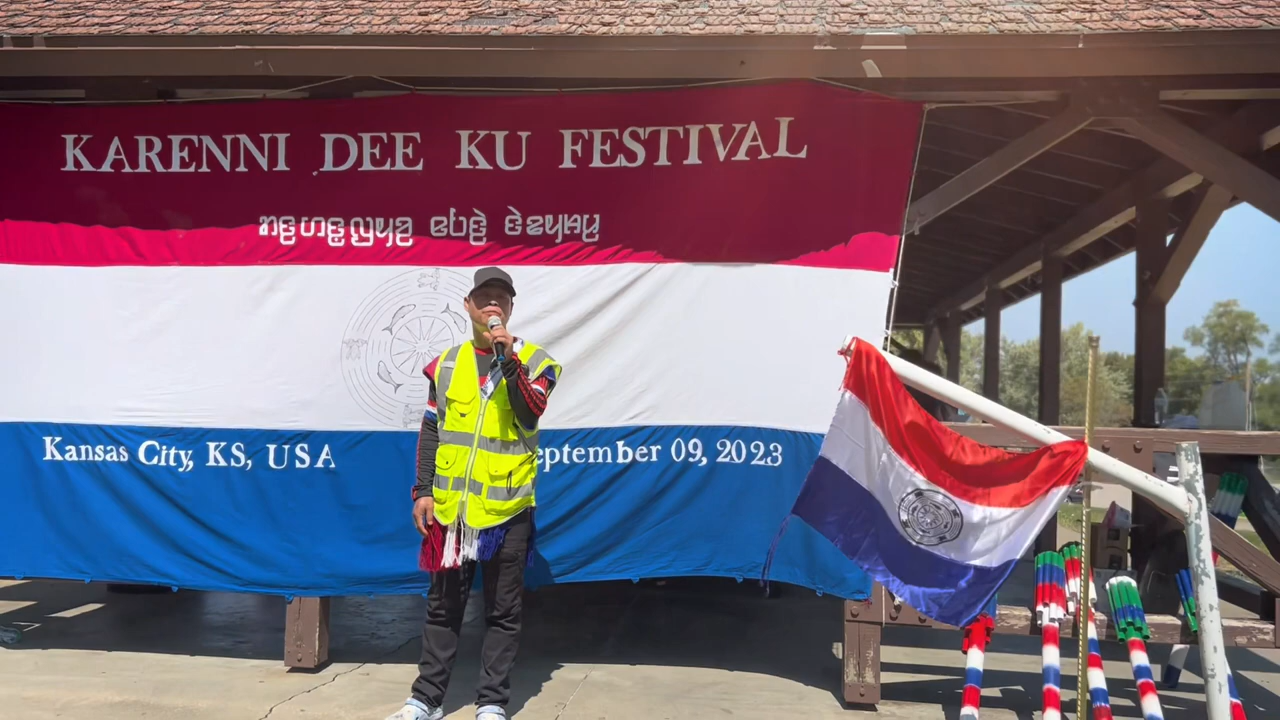 KARENNI DEE KU FESTIVAL
Kansas City, KS, USA
eptember 09, 2023